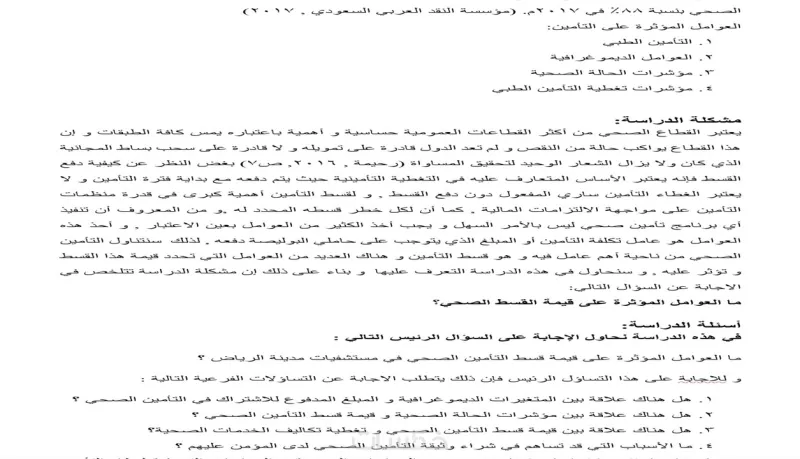 الصحي بنسبة ٨٨٪ في ٢٠١٧م. (مؤسسة النقد العربي السعودي , ٢٠١٧)
العوامل المؤثرة على التأمين:
١. التأمين الطبي
٢. العوامل الديموغرافية
٣. مؤشرات الحالة الصحية
٤. مؤشرات تغطية التأمين الطبي
مشكلة الدراسة:
يعتبر القطاع الصحي من أكثر القطاعات العمومية حساسية و أهمية باعتباره يمس كافة الطبقات و إن
هذا القطاع يواكب حالة من النقص و لم تعد الدول قادرة على تمويله و لا قادرة على سحب بساط المجانية
الذي كان ولا يزال الشعار الوحيد لتحقيق المساواة (رحيمة , ٢٠١٦, ص٧) بغض النظر عن كيفية دفع
القسط فإنه يعتبر الأساس المتعارف عليه في التغطية التأمينية حيث يتم دفعه مع بداية فترة التأمين و لا
يعتبر الغطاء التأمين ساري المفعول دون دفع القسط , و لقسط التأمين أهمية كبرى في قدرة منظمات
التأمين على مواجهة الالتزامات المالية , كما أن لكل خطر قسطه المحدد له ,و من المعروف أن تنفيذ
أي برنامج تأمين صحي ليس بالأمر السهل و يجب أخذ الكثير من العوامل بعين الاعتبار , و أحد هذه
العوامل هو عامل تكلفة التأمين أو المبلغ الذي يتوجب على حاملي البوليصة دفعه , لذلك سنتناول التأمين
الصحي من ناحية أهم عامل فيه و هو قسط التأمين و هناك العديد من العوامل التي تحدد قيمة هذا القسط
و تؤثر عليه , و سنحاول في هذه الدراسة التعرف عليها و بناء على ذلك إن مشكلة الدراسة تتلخص في
الاجابة عن السؤال التالي:
ما العوامل المؤثرة على قيمة القسط الصحي؟
أسئلة الدراسة:
في هذه الدراسة نحاول الإجابة على السؤال الرئيس التالي :
ما العوامل المؤثرة على قيمة قسط التأمين الصحي في مستشفيات مدينة الرياض ؟
و للإجابة على هذا التساؤل الرئيس فإن ذلك يتطلب الاجابة عن التساؤلات الفرعية التالية :
١. هل هناك علاقة بين المتغيرات الديموغرافية و المبلغ المدفوع للاشتراك في التأمين الصحي ؟
٢. هل هناك علاقة بين مؤشرات الحالة الصحية و قيمة قسط التأمين الصحي ؟
٣. هل هناك علاقة بين قيمة قسط التأمين الصحي و تغطية تكاليف الخدمات الصحية؟
٤. ما الأسباب التي قد تساهم في شراء وثيقة التأمين الصحي لدى المؤمن عليهم ؟